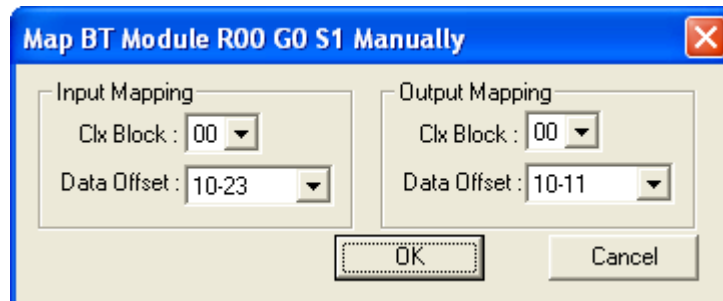 Map BT Module R00 G0 S1 Manually
Input Mapping
Clx Block : 00
Data Offset : 10-23
Output Mapping
Clx Block : 00
Data Offset : 10-11
OK
Cancel